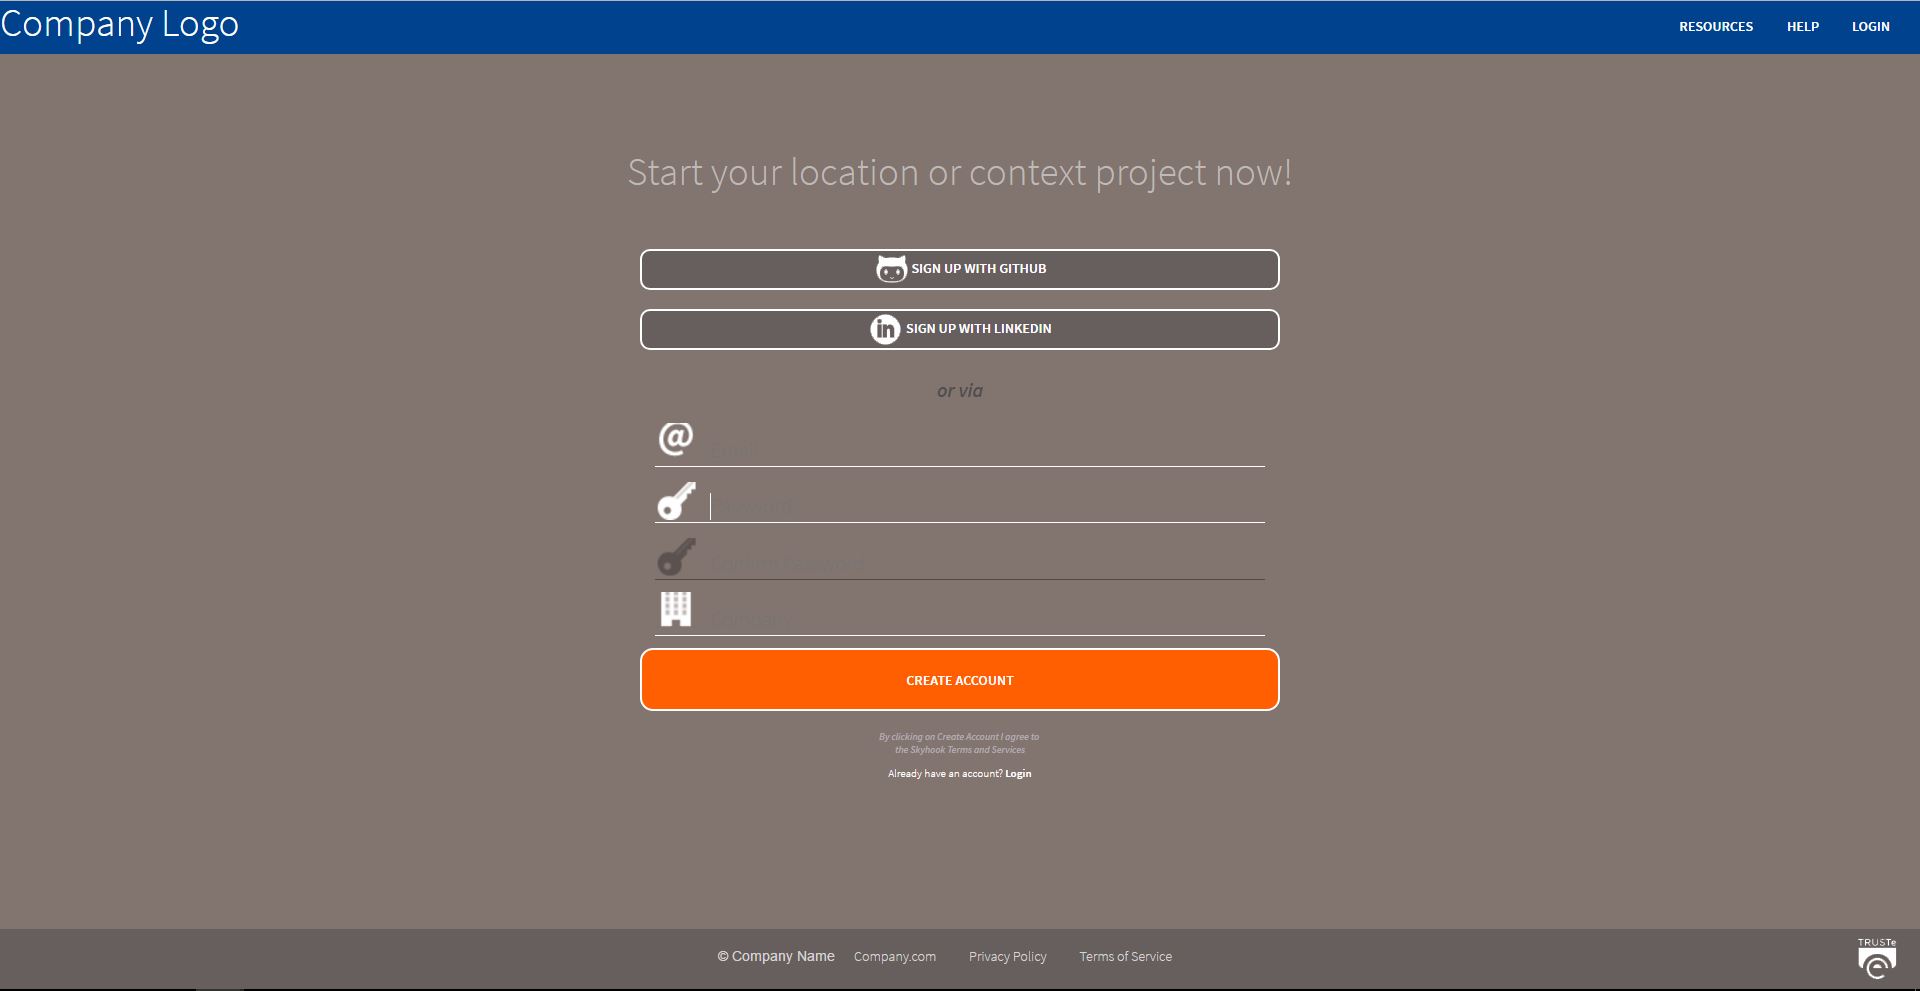 Company Logo
RESOURCES HELP LOGIN
Start your location or context project now!
SIGN UP WITH GITHUB
in SIGN UP WITH LINKEDIN
or via
@ Email
Password
Confirm Password
Company
CREATE ACCOUNT
By clicking on Create Account I agree to
the Skyhook Terms and Services
Already have an account? Login
© Company Name Company.com Privacy Policy Terms of Service
TRUSTe